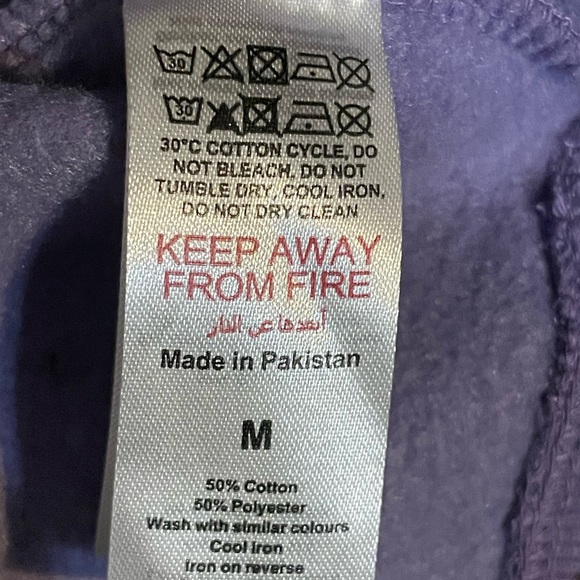 30
30
30°C COTTON CYCLE, DO
NOT BLEACH, DO NOT
TUMBLE DRY, COOL IRON,
DO NOT DRY CLEAN
KEEP AWAY
FROM FIRE
أبعدها عن النار
Made in Pakistan
M
50% Cotton
50% Polyester
Wash with similar colours
Cool iron
Iron on reverse